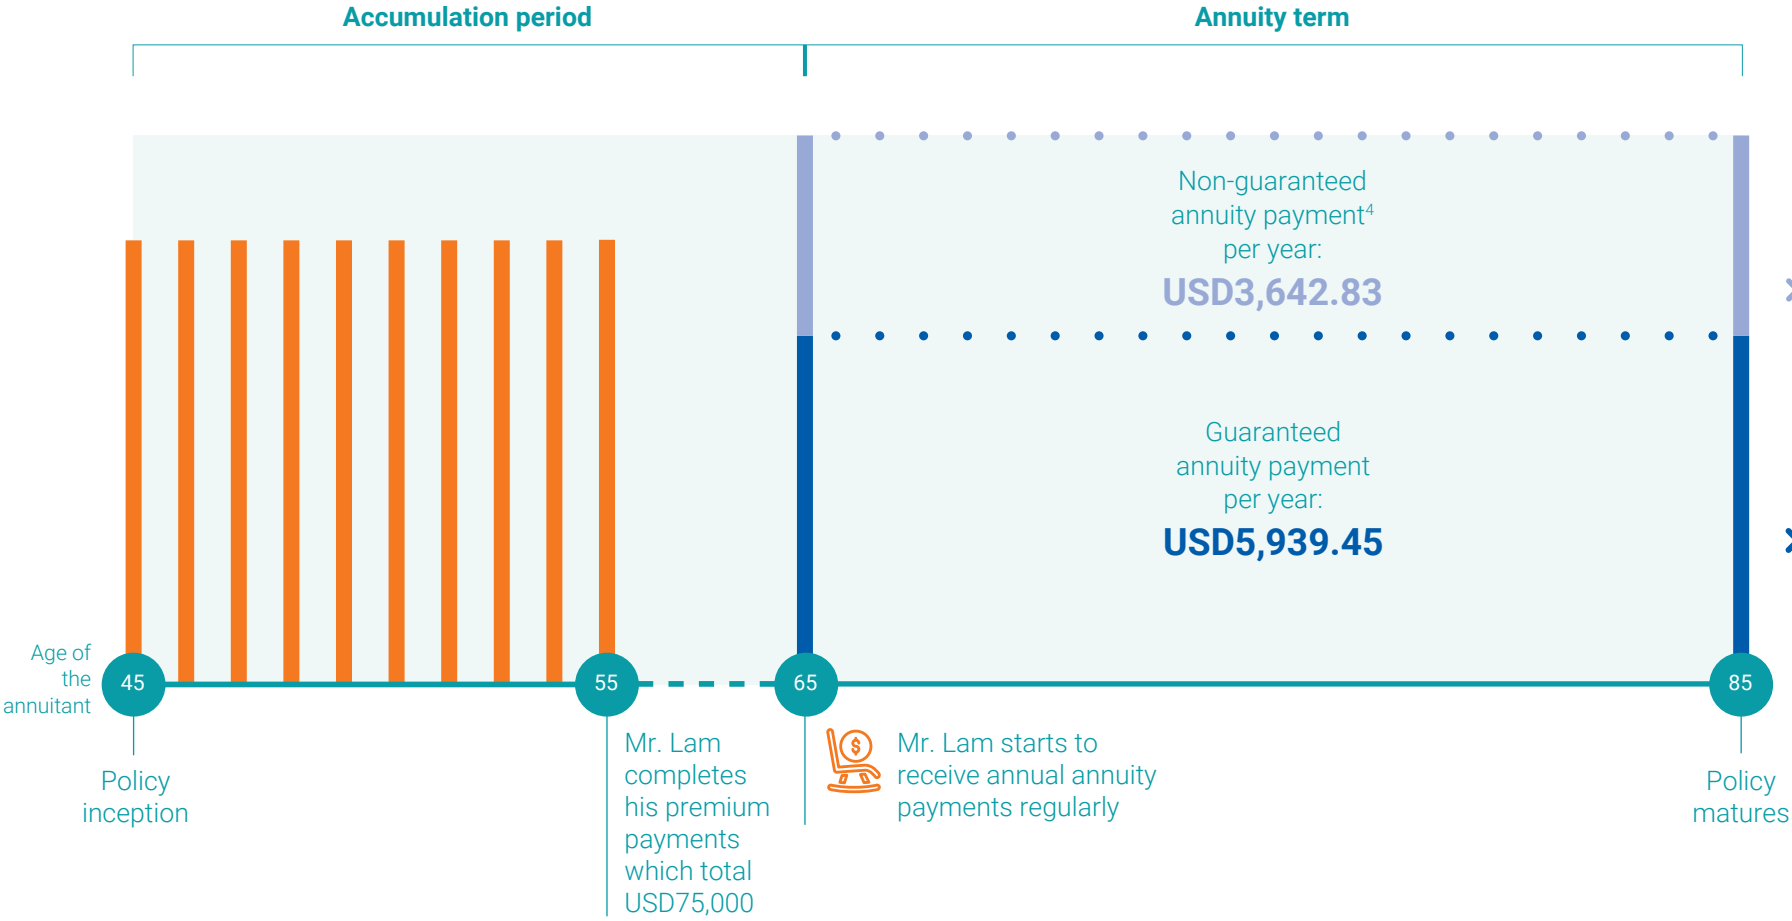 Accumulation period
Annuity term
Non-guaranteed
annuity payment4
per year:
USD3,642.83
Guaranteed
annuity payment
per year:
USD5,939.45
Age of
the
annuitant
45
55
65
85
Policy
inception
Mr. Lam
completes
his premium
payments
which total
USD75,000
$
Mr. Lam starts to
receive annual annuity
payments regularly
Policy
matures